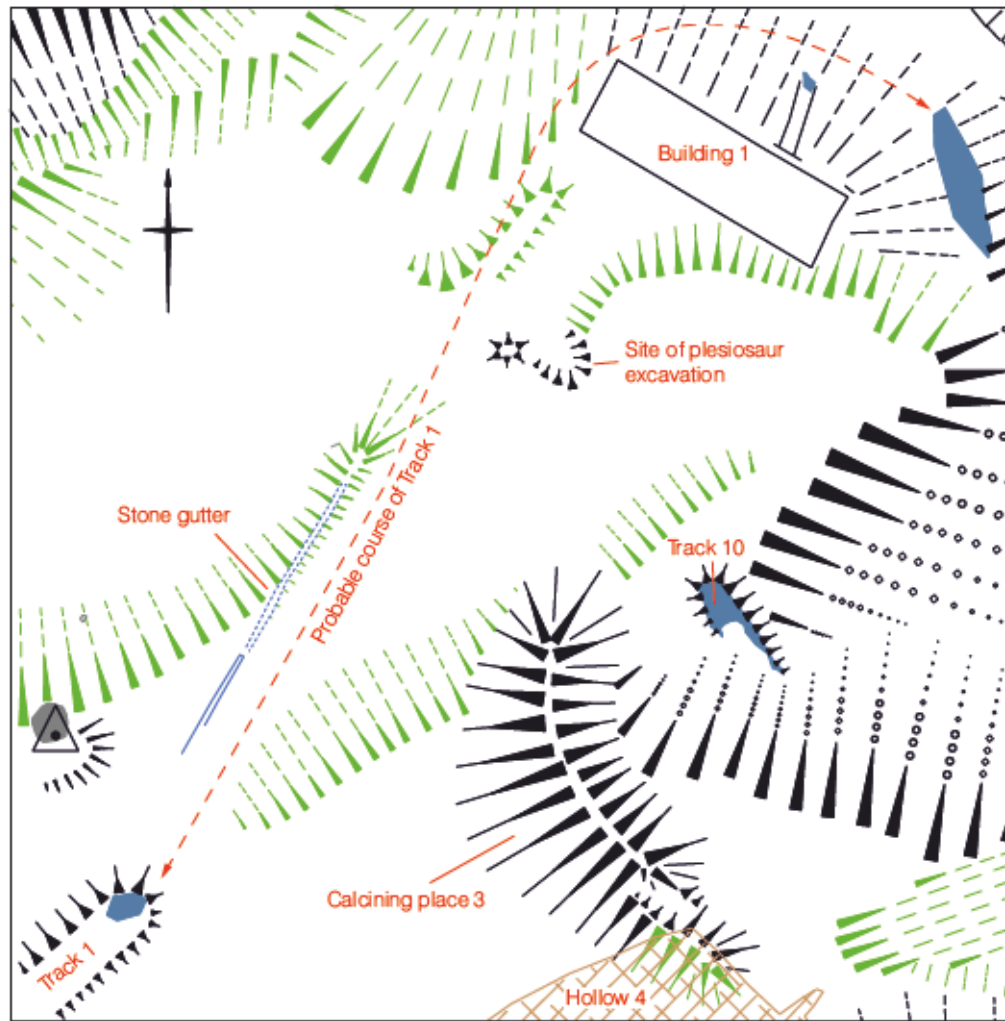 Building 1
Site of plesiosaur
excavation
Probable course of Track 1
Stone gutter
Track 10
Calcining place 3
Track 1
Hollow 4